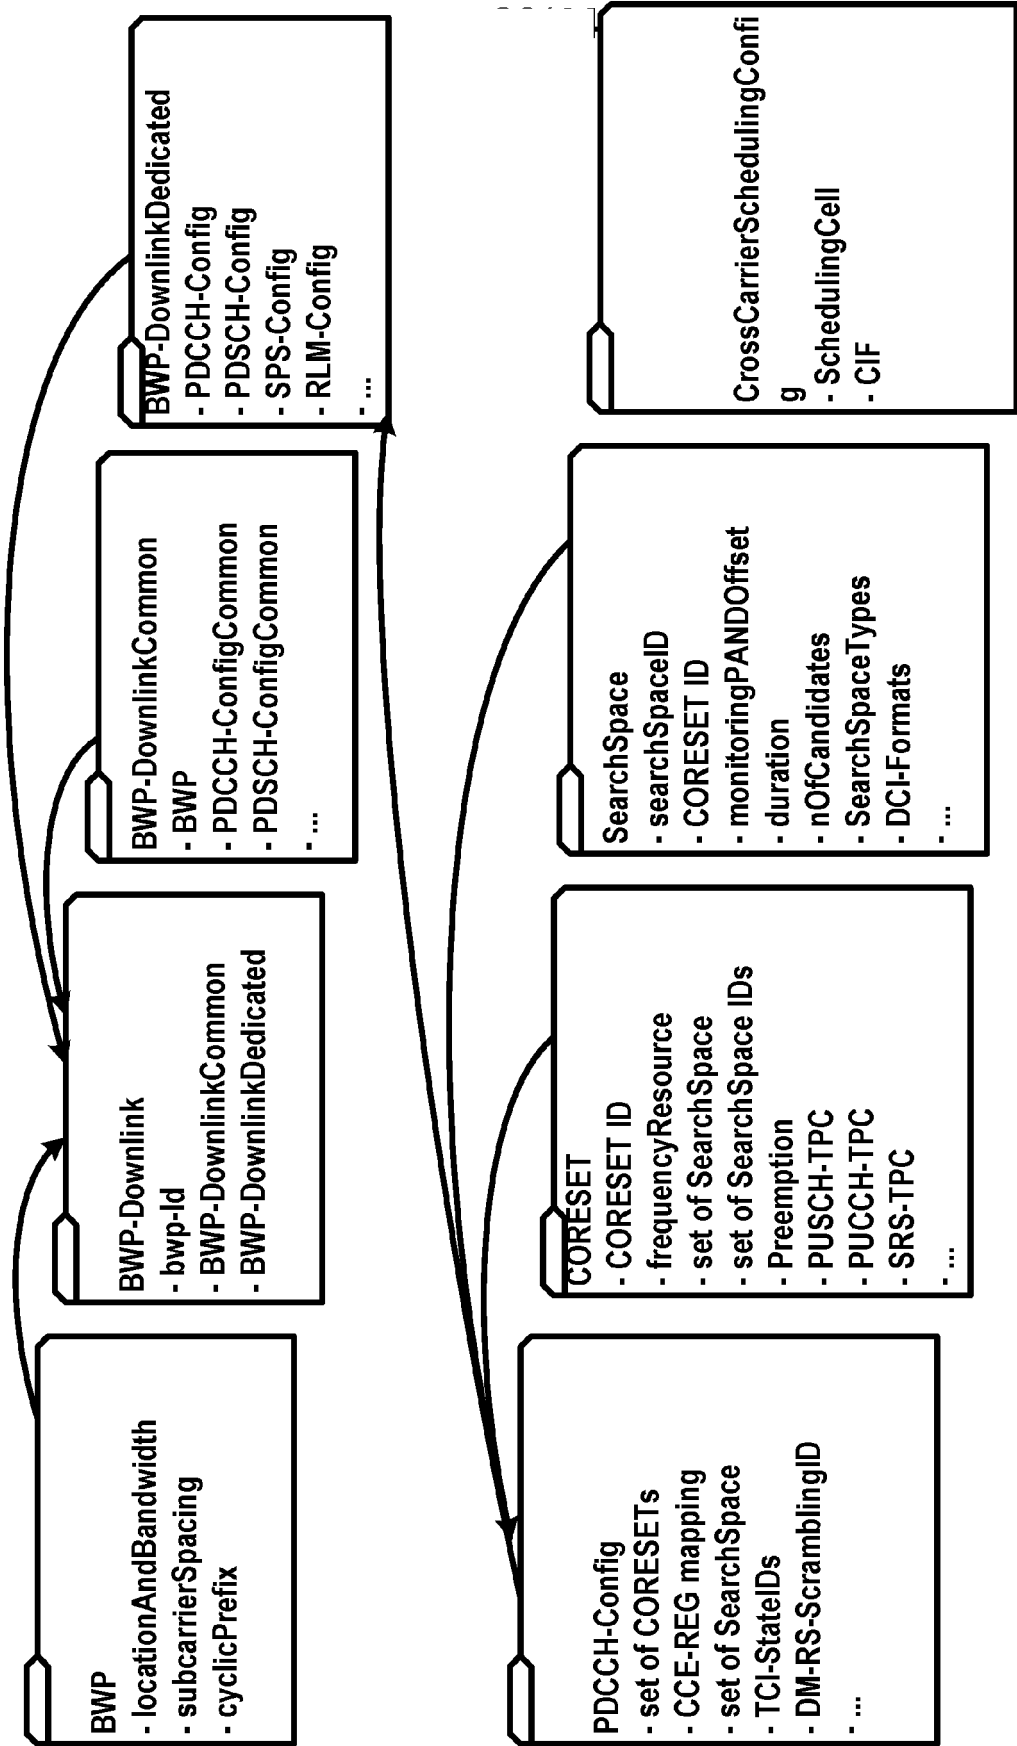 BWP
- locationAndBandwidth
- subcarrierSpacing
- cyclicPrefix
BWP-Downlink
- bwp-Id
- BWP-DownlinkCommon
- BWP-DownlinkDedicated
BWP-DownlinkCommon
- BWP
- PDCCH-ConfigCommon
- PDSCH-ConfigCommon
- ...
BWP-DownlinkDedicated
- PDCCH-Config
- PDSCH-Config
- SPS-Config
- RLM-Config
- ...
PDCCH-Config
- set of CORESETs
- CCE-REG mapping
- set of SearchSpace
- TCI-StateIDs
- DM-RS-ScramblingID
- ...
CORESET
- CORESET ID
- frequencyResource
- set of SearchSpace
- set of SearchSpace IDs
- Preemption
- PUSCH-TPC
- PUCCH-TPC
- SRS-TPC
- ...
SearchSpace
- searchSpaceID
- CORESET ID
- monitoringPANDOffset
- duration
- nOfCandidates
- SearchSpaceTypes
- DCI-Formats
- ...
CrossCarrierSchedulingConfi
g
- SchedulingCell
- CIF